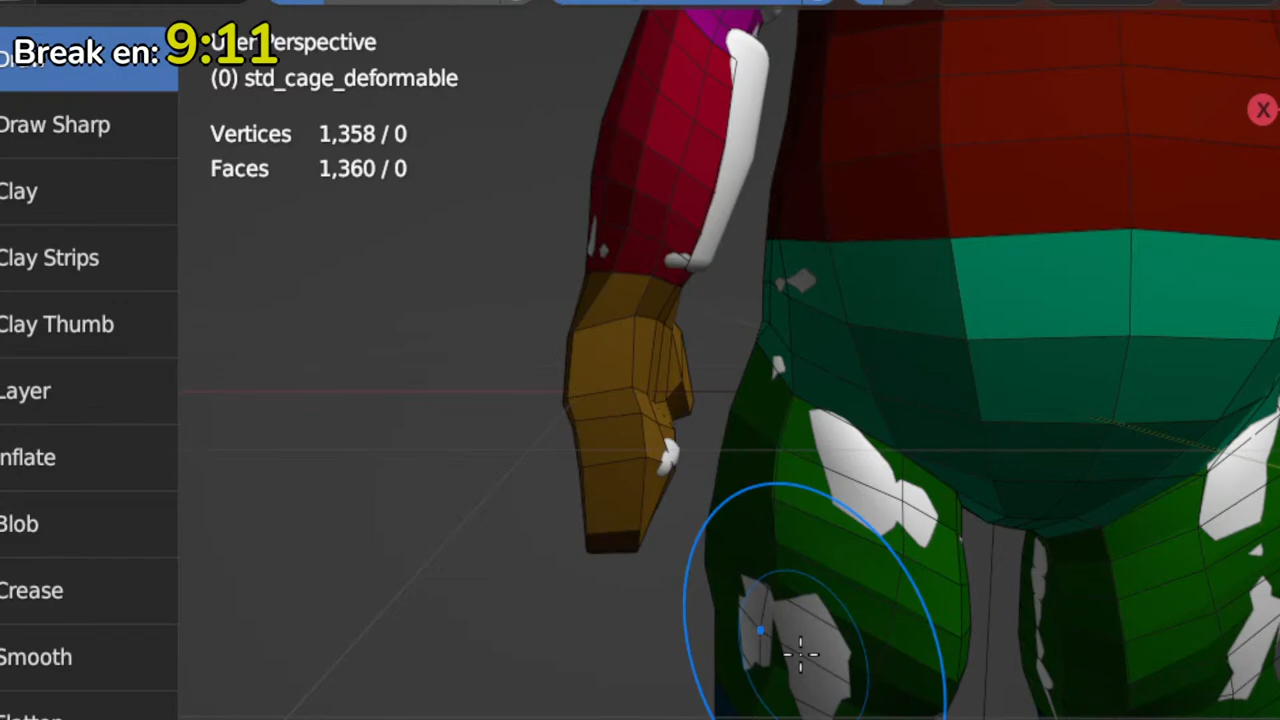 Break en: 9:11
User Perspective
(0) std_cage_deformable
Vertices 1,358 / 0
Faces 1,360 / 0
X
Draw Sharp
Clay
Clay Strips
Clay Thumb
Layer
nflate
Blob
Crease
Smooth